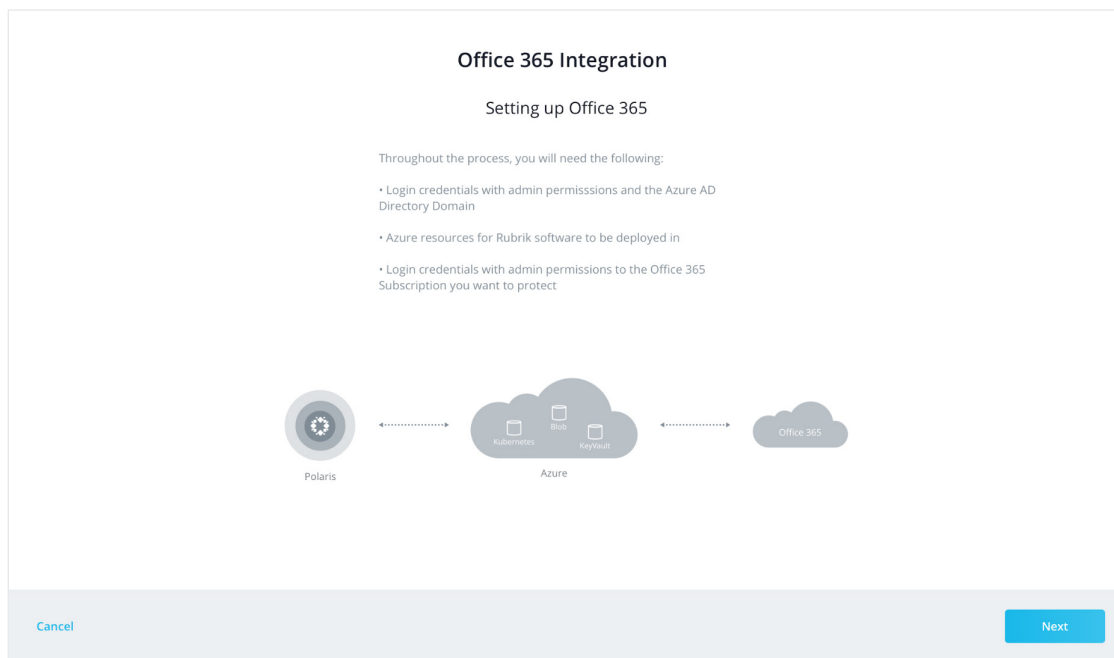 Office 365 Integration
Setting up Office 365
Throughout the process, you will need the following:
• Login credentials with admin permisssions and the Azure AD
Directory Domain
• Azure resources for Rubrik software to be deployed in
• Login credentials with admin permissions to the Office 365
Subscription you want to protect
Blob
Kubernetes
KeyVault
Office 365
Polaris
Azure
Cancel
Next